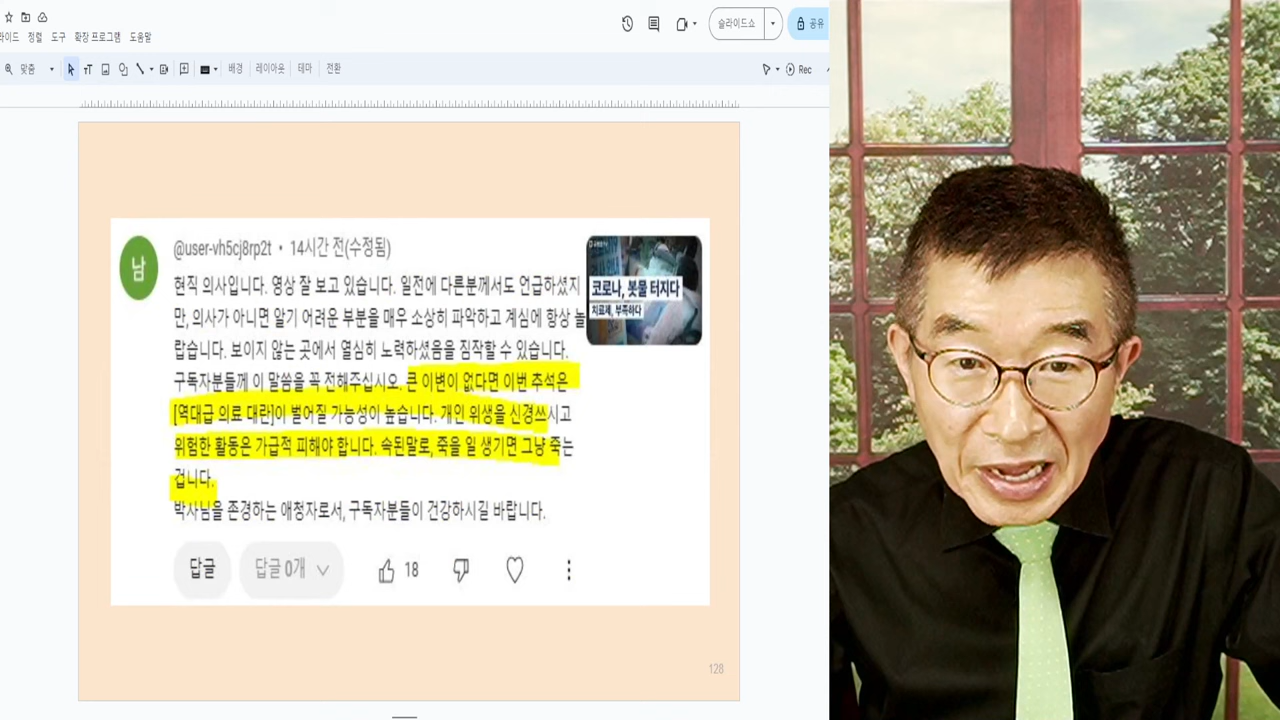 라이드 정렬 도구 확장 프로그램 도움말
슬라이드쇼
공유
맞춤
배경
레이아웃
테마
전환
Rec
남
@user-vh5cj8rp2t • 14시간 전(수정됨)
현직 의사입니다. 영상 잘 보고 있습니다. 일전에 다른분께서도 언급하셨지
만, 의사가 아니면 알기 어려운 부분을 매우 소상히 파악하고 계심에 항상 놀
랍습니다. 보이지 않는 곳에서 열심히 노력하셨음을 짐작할 수 있습니다.
구독자분들께 이 말씀을 꼭 전해주십시오. 큰 이변이 없다면 이번 추석은
[역대급 의료 대란]이 벌어질 가능성이 높습니다. 개인 위생을 신경쓰시고
위험한 활동은 가급적 피해야 합니다. 속된말로, 죽을 일 생기면 그냥 죽는
겁니다.
박사님을 존경하는 애청자로서, 구독자분들이 건강하시길 바랍니다.
코로나, 봇물 터지다
치료제, 부족하다
답글
답글 0개
18
128